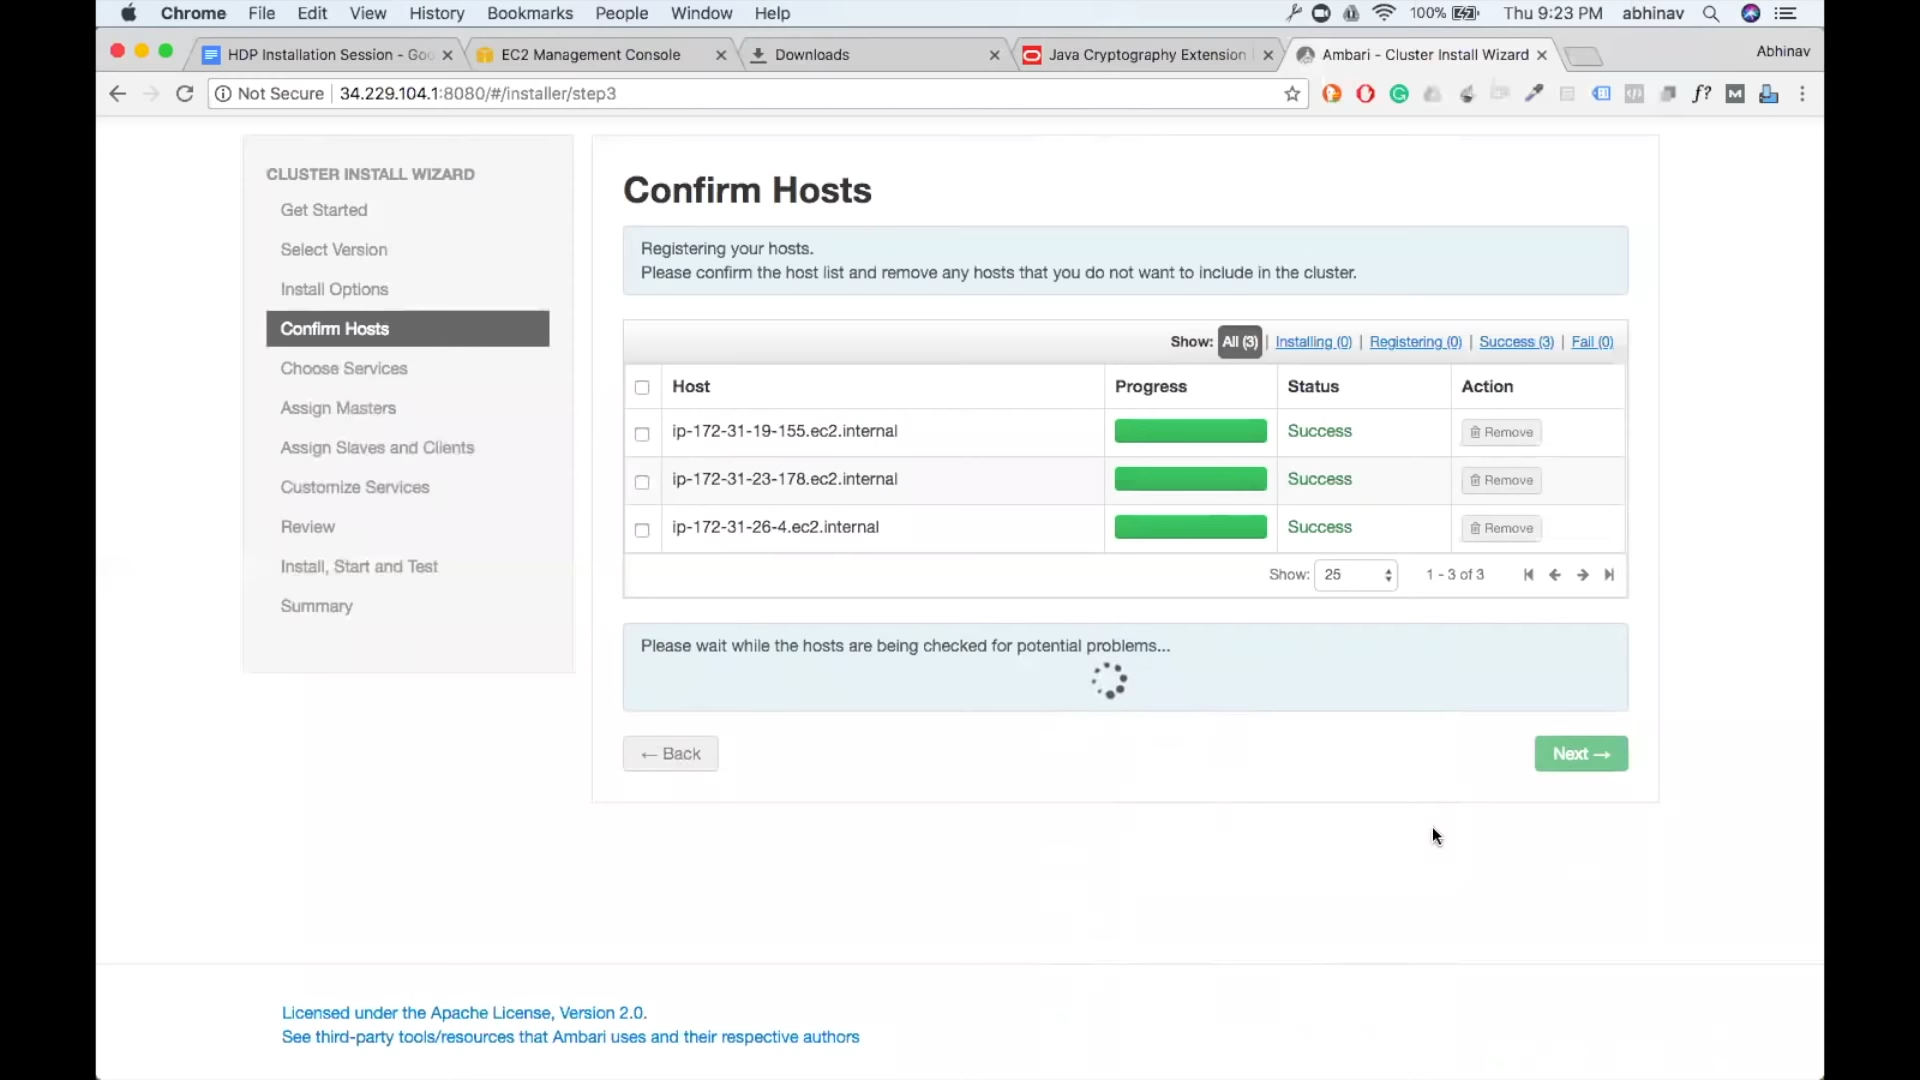 Chrome File Edit View History Bookmarks People Window Help 100% Thu 9:23 PM abhinav
HDP Installation Session - Goo EC2 Management Console Downloads Java Cryptography Extension Ambari - Cluster Install Wizard Abhinav
Not Secure 34.229.104.1:8080/#/installer/step3 f? M
CLUSTER INSTALL WIZARD
Get Started
Select Version
Install Options
Confirm Hosts
Choose Services
Assign Masters
Assign Slaves and Clients
Customize Services
Review
Install, Start and Test
Summary
Confirm Hosts
Registering your hosts.
Please confirm the host list and remove any hosts that you do not want to include in the cluster.
Show: All (3) | Installing (0) | Registering (0) | Success (3) | Fail (0)
Host Progress Status Action
ip-172-31-19-155.ec2.internal Success Remove
ip-172-31-23-178.ec2.internal Success Remove
ip-172-31-26-4.ec2.internal Success Remove
Show: 25 1 - 3 of 3
Please wait while the hosts are being checked for potential problems...
← Back Next →
Licensed under the Apache License, Version 2.0.
See third-party tools/resources that Ambari uses and their respective authors